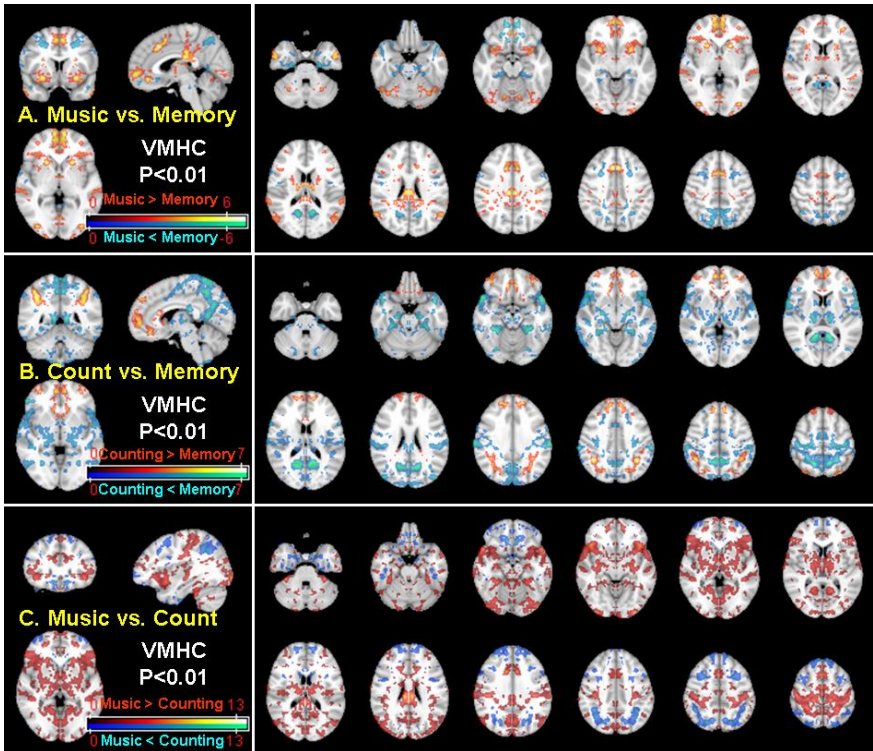 A. Music vs. Memory
VMHC
P<0.01
Music > Memory 6
0 Music < Memory -6
B. Count vs. Memory
VMHC
P<0.01
0 Counting > Memory 7
0 Counting < Memory 7
C. Music vs. Count
VMHC
P<0.01
0 Music > Counting 13
0 Music < Counting 13